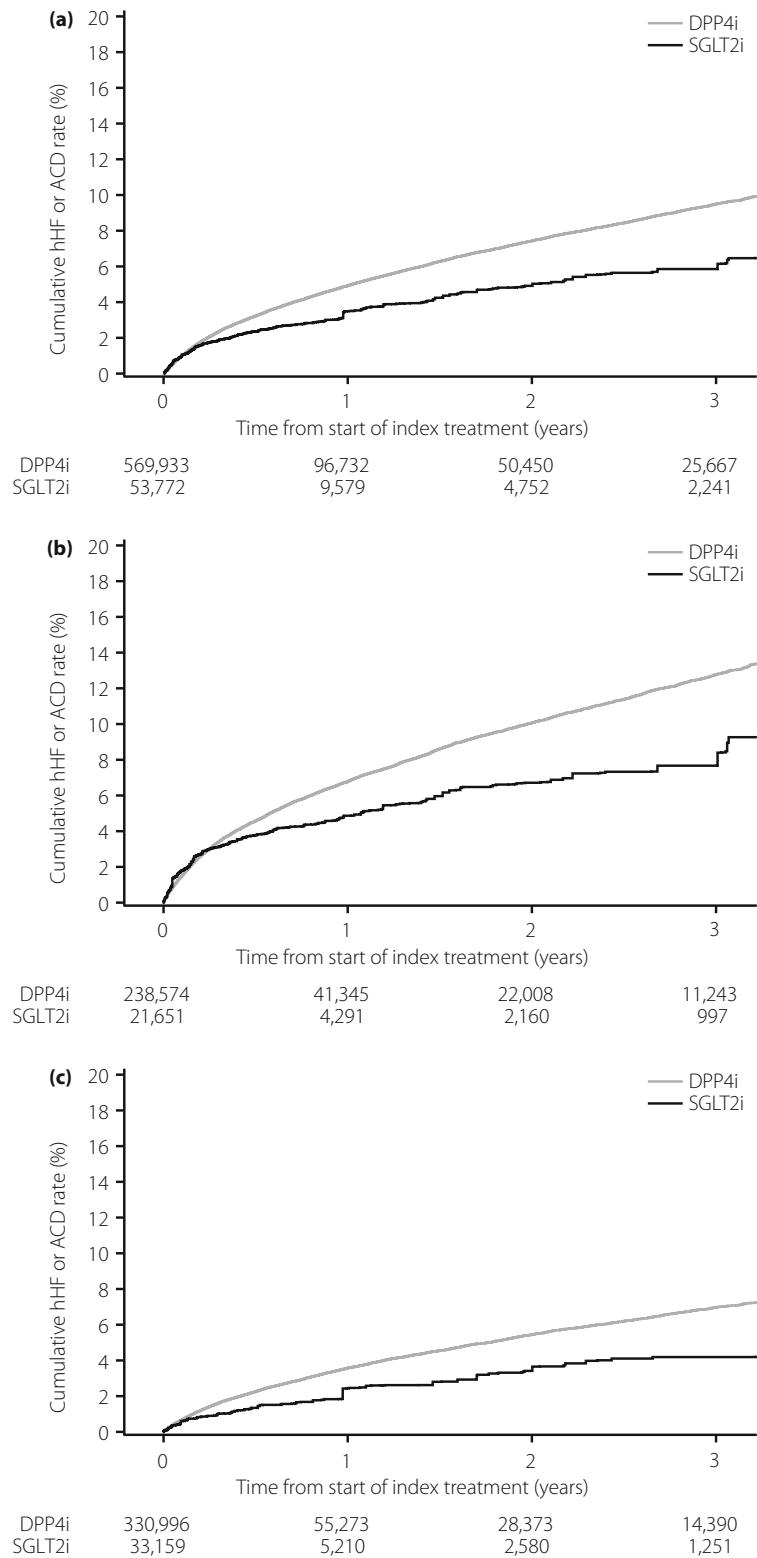 (a)
20
18
16
14
12
10
8
6
4
2
0
Cumulative hHF or ACD rate (%)
DPP4i
SGLT2i
0 1 2 3
Time from start of index treatment (years)
DPP4i 569,933 96,732 50,450 25,667
SGLT2i 53,772 9,579 4,752 2,241
(b)
20
18
16
14
12
10
8
6
4
2
0
Cumulative hHF or ACD rate (%)
DPP4i
SGLT2i
0 1 2 3
Time from start of index treatment (years)
DPP4i 238,574 41,345 22,008 11,243
SGLT2i 21,651 4,291 2,160 997
(c)
20
18
16
14
12
10
8
6
4
2
0
Cumulative hHF or ACD rate (%)
DPP4i
SGLT2i
0 1 2 3
Time from start of index treatment (years)
DPP4i 330,996 55,273 28,373 14,390
SGLT2i 33,159 5,210 2,580 1,251